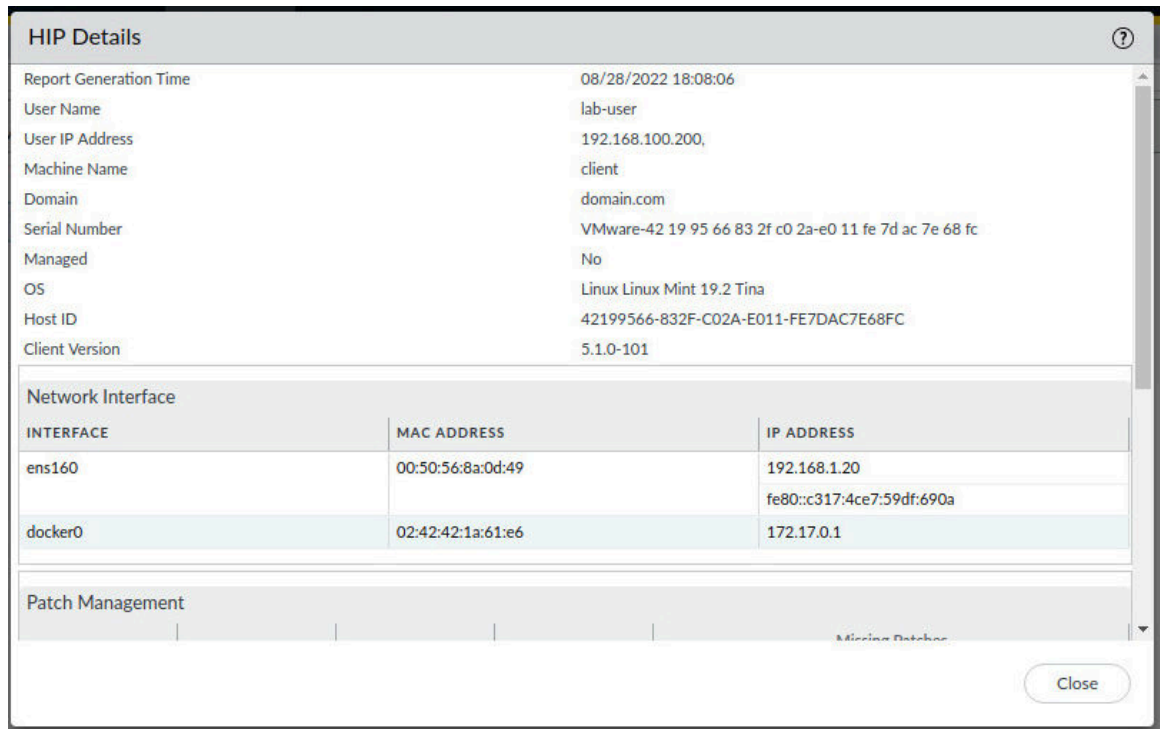 HIP Details
?
Report Generation Time 08/28/2022 18:08:06
User Name lab-user
User IP Address 192.168.100.200,
Machine Name client
Domain domain.com
Serial Number VMware-42 19 95 66 83 2f c0 2a-e0 11 fe 7d ac 7e 68 fc
Managed No
OS Linux Linux Mint 19.2 Tina
Host ID 42199566-832F-C02A-E011-FE7DAC7E68FC
Client Version 5.1.0-101
Network Interface
INTERFACE MAC ADDRESS IP ADDRESS
ens160 00:50:56:8a:0d:49 192.168.1.20
fe80::c317:4ce7:59df:690a
docker0 02:42:42:1a:61:e6 172.17.0.1
Patch Management
Missing Patches
Close